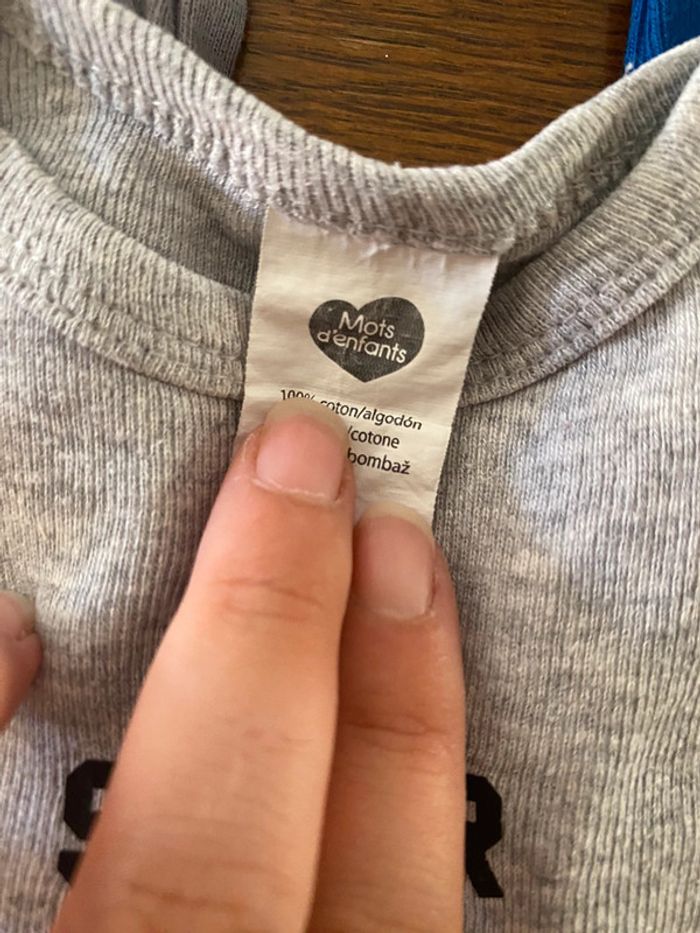 Mots
d'enfants
100% coton/algodón
/cotone
bombaž
S R